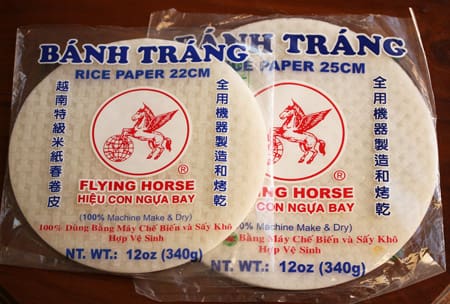 BÁNH TRÁNG
RICE PAPER 22CM
越南特級米紙春卷皮
全用機器製造和烤乾
®
FLYING HORSE
HIỆU CON NGỰA BAY
(100% Machine Make & Dry)
100% Dùng Bằng Máy Chế Biến và Sấy Khô
Hợp Vệ Sinh
NT. WT.: 12oz (340g)
BÁNH TRÁNG
PAPER 25CM
全用機器製造和烤乾
®
FLYING HORSE
CON NGỰA BAY
(100% Machine Make & Dry)
Bằng Máy Chế Biến và Sấy Khô
Hợp Vệ Sinh
NT. WT.: 12oz (340g)